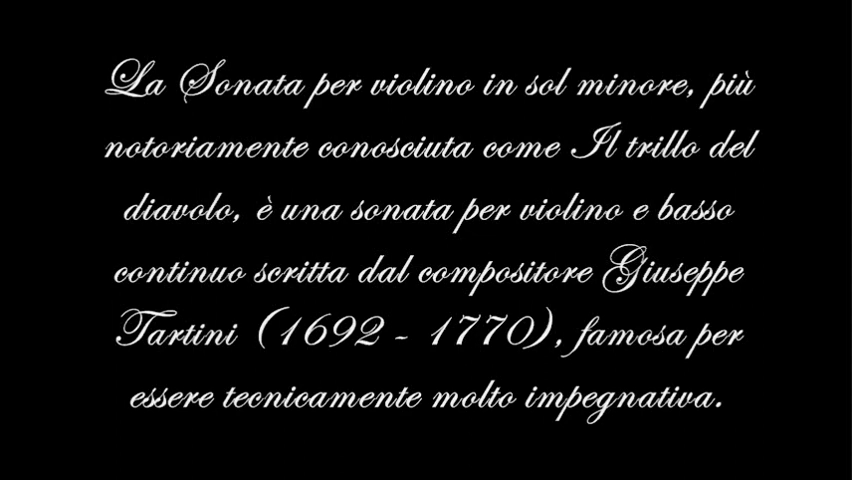 La Sonata per violino in sol minore, più
notoriamente conosciuta come Il trillo del
diavolo, è una sonata per violino e basso
continuo scritta dal compositore Giuseppe
Tartini (1692 - 1770), famosa per
essere tecnicamente molto impegnativa.